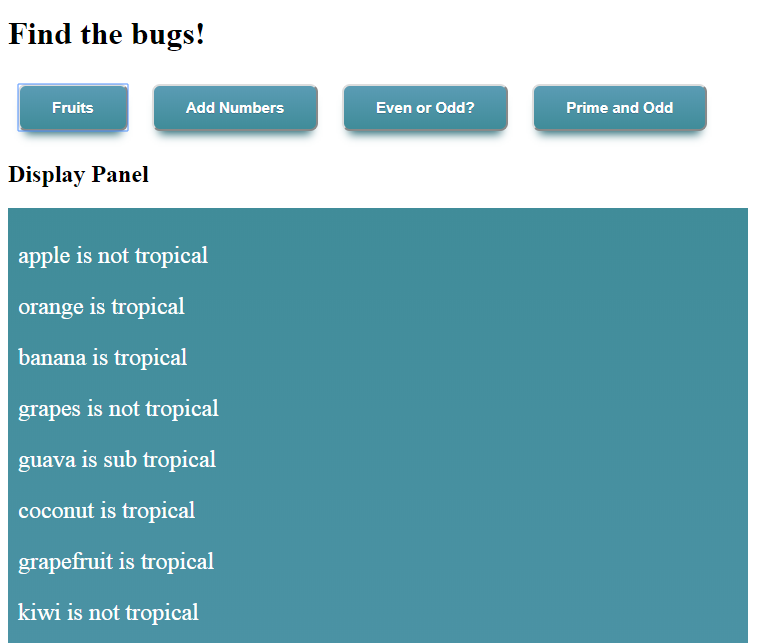 Find the bugs!
Fruits Add Numbers Even or Odd? Prime and Odd
Display Panel
apple is not tropical
orange is tropical
banana is tropical
grapes is not tropical
guava is sub tropical
coconut is tropical
grapefruit is tropical
kiwi is not tropical